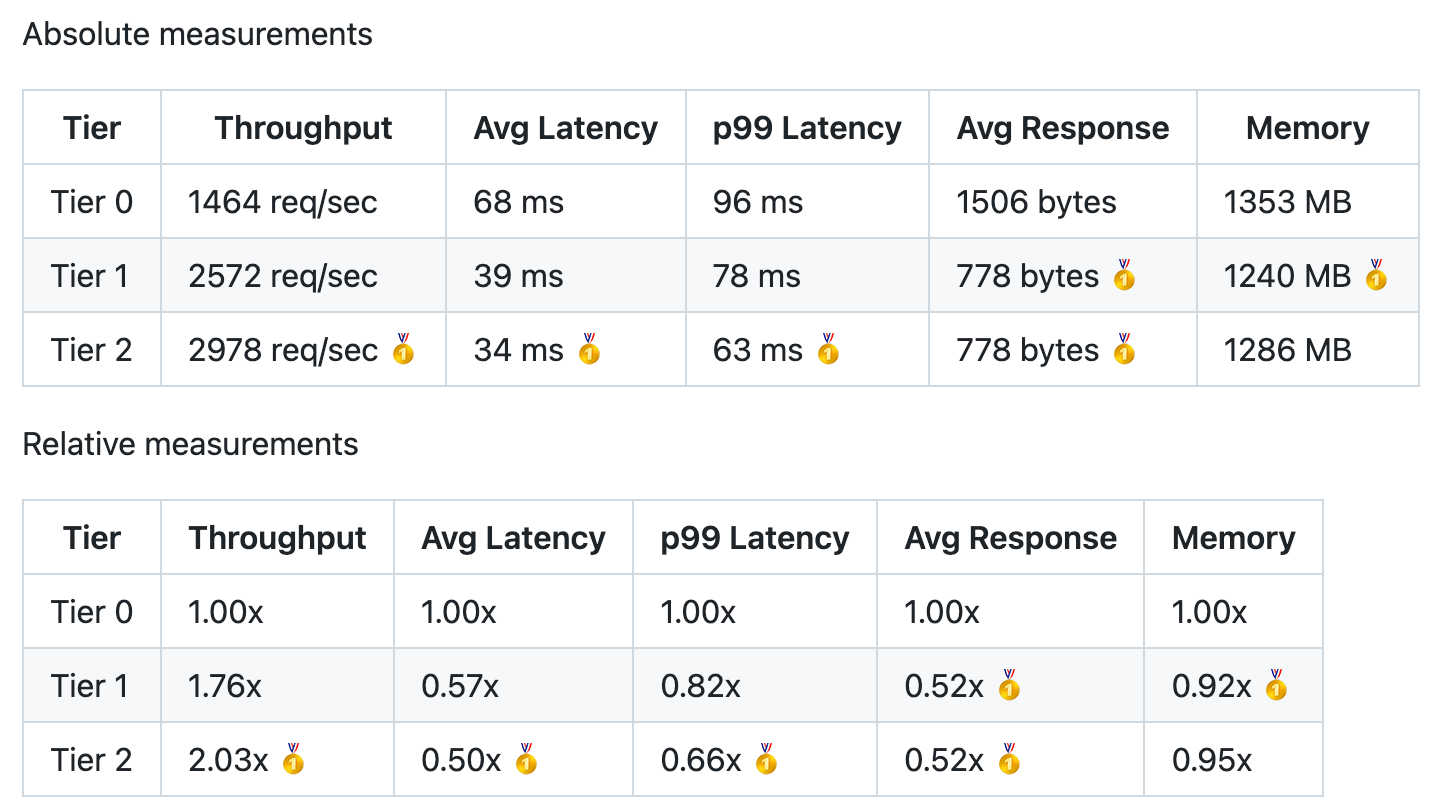 Absolute measurements
Tier Throughput Avg Latency p99 Latency Avg Response Memory
Tier 0 1464 req/sec 68 ms 96 ms 1506 bytes 1353 MB
Tier 1 2572 req/sec 39 ms 78 ms 778 bytes 🥇 1240 MB 🥇
Tier 2 2978 req/sec 🥇 34 ms 🥇 63 ms 🥇 778 bytes 🥇 1286 MB
Relative measurements
Tier Throughput Avg Latency p99 Latency Avg Response Memory
Tier 0 1.00x 1.00x 1.00x 1.00x 1.00x
Tier 1 1.76x 0.57x 0.82x 0.52x 🥇 0.92x 🥇
Tier 2 2.03x 🥇 0.50x 🥇 0.66x 🥇 0.52x 🥇 0.95x